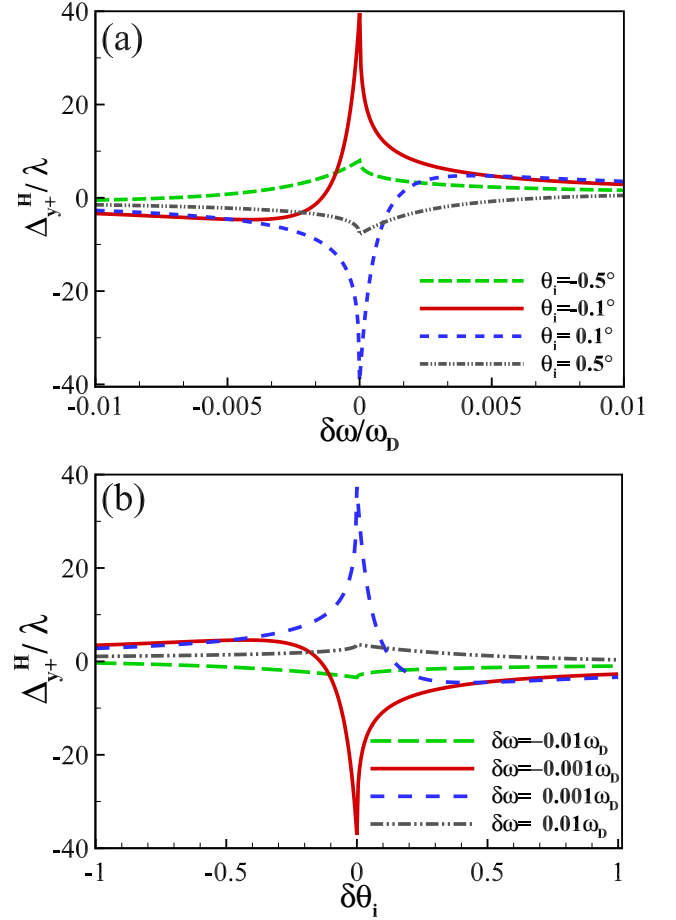 (a)
Δ^H_y+ / λ
40
20
0
-20
-40
θi=-0.5°
θi=-0.1°
θi= 0.1°
θi= 0.5°
-0.01 -0.005 0 0.005 0.01
δω/ωD
(b)
Δ^H_y+ / λ
40
20
0
-20
-40
δω=−0.01ωD
δω=−0.001ωD
δω= 0.001ωD
δω= 0.01ωD
-1 -0.5 0 0.5 1
δθi